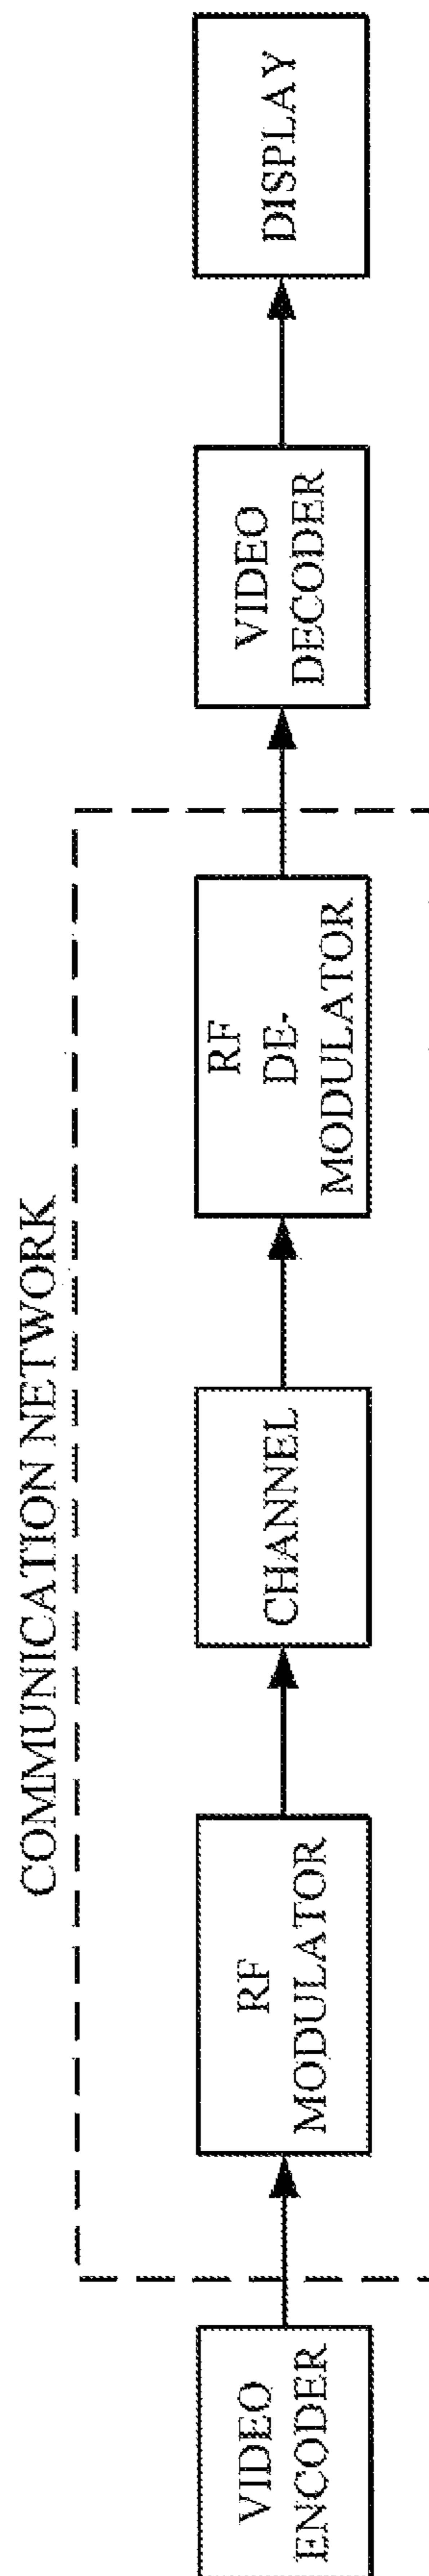 COMMUNICATION NETWORK
VIDEO
ENCODER
RF
MODULATOR
CHANNEL
RF
DE-
MODULATOR
VIDEO
DECODER
DISPLAY